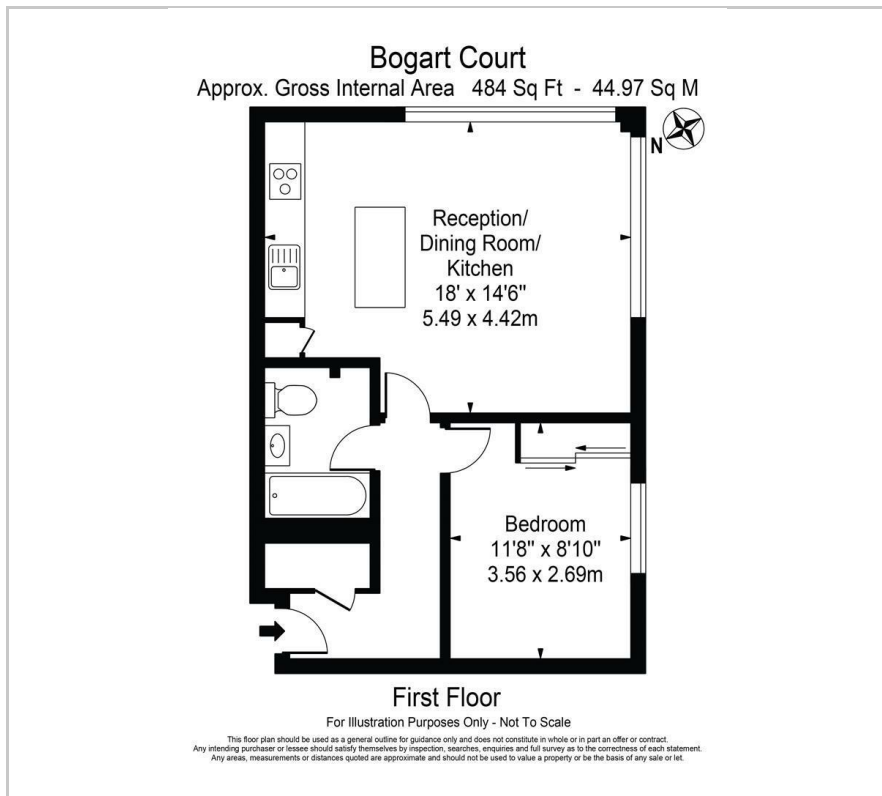 Bogart Court
Approx. Gross Internal Area 484 Sq Ft - 44.97 Sq M
N
Reception/
Dining Room/
Kitchen
18' x 14'6"
5.49 x 4.42m
Bedroom
11'8" x 8'10"
3.56 x 2.69m
First Floor
For Illustration Purposes Only - Not To Scale
This floor plan should be used as a general outline for guidance only and does not constitute in whole or in part an offer or contract.
Any intending purchaser or lessee should satisfy themselves by inspection, searches, enquiries and full survey as to the correctness of each statement.
Any areas, measurements or distances quoted are approximate and should not be used to value a property or be the basis of any sale or let.